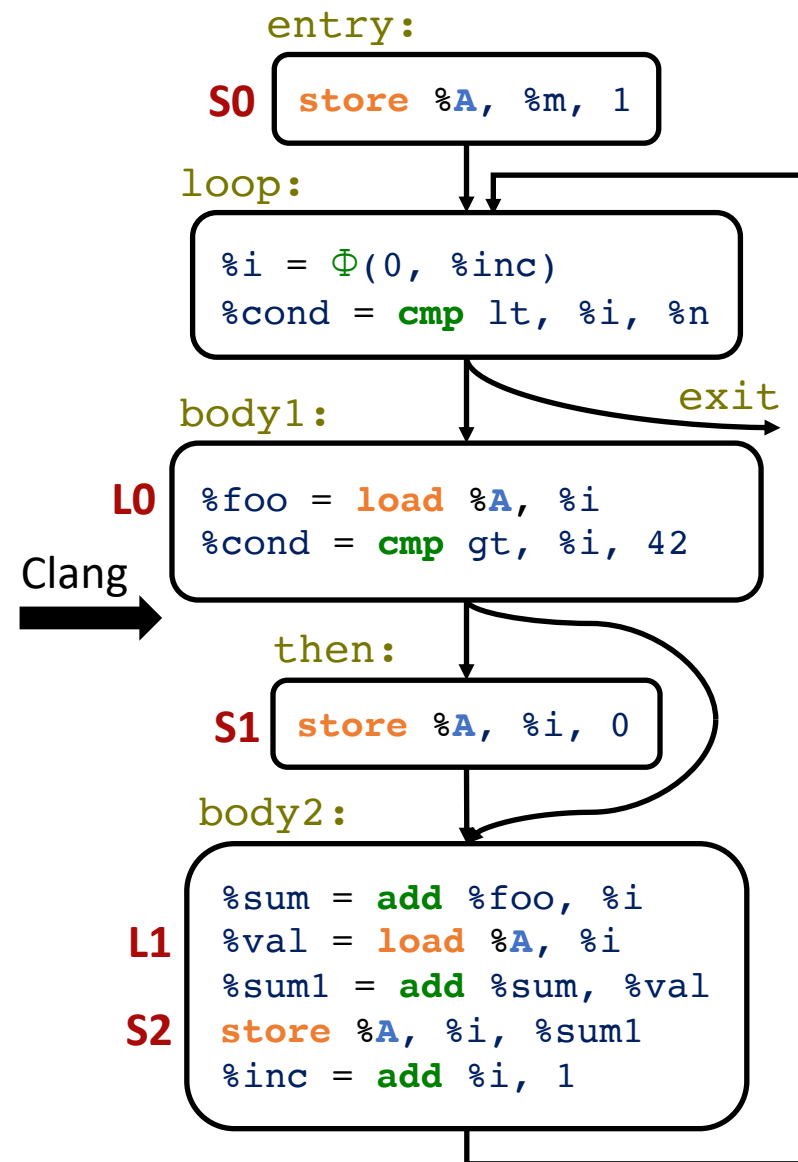 entry:
S0 store %A, %m, 1
loop:
%i = Φ(0, %inc)
%cond = cmp lt, %i, %n
exit
body1:
L0 %foo = load %A, %i
%cond = cmp gt, %i, 42
Clang
then:
S1 store %A, %i, 0
body2:
%sum = add %foo, %i
L1 %val = load %A, %i
%sum1 = add %sum, %val
S2 store %A, %i, %sum1
%inc = add %i, 1